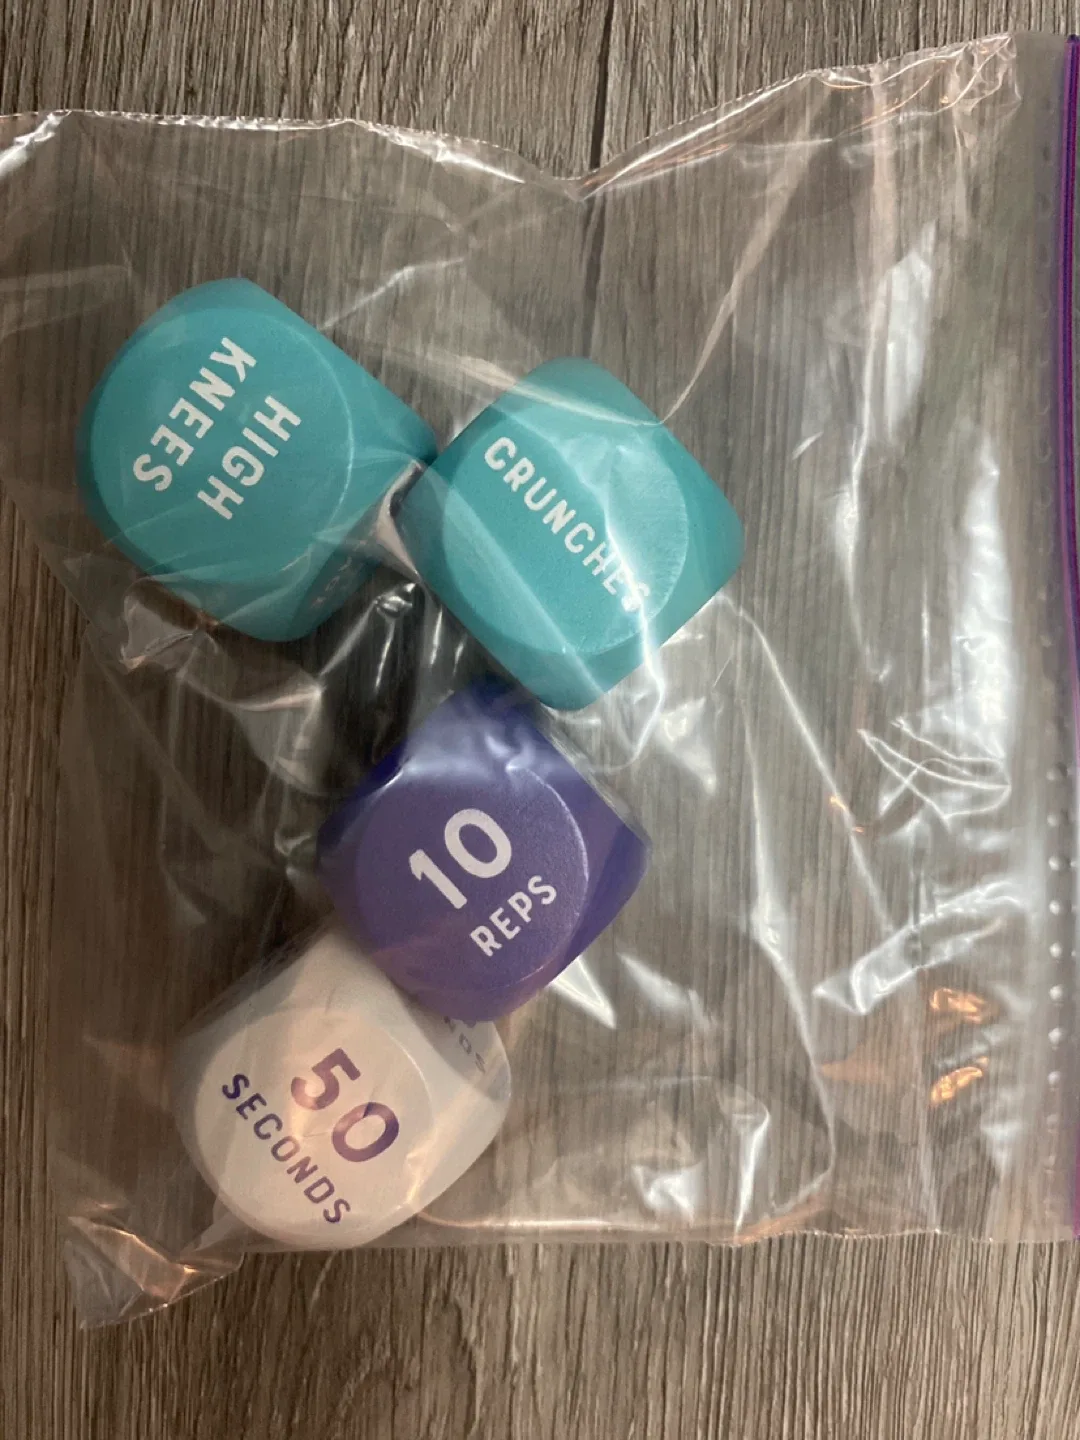 HIGH
KNEES
CRUNCHES
10
REPS
50
SECONDS